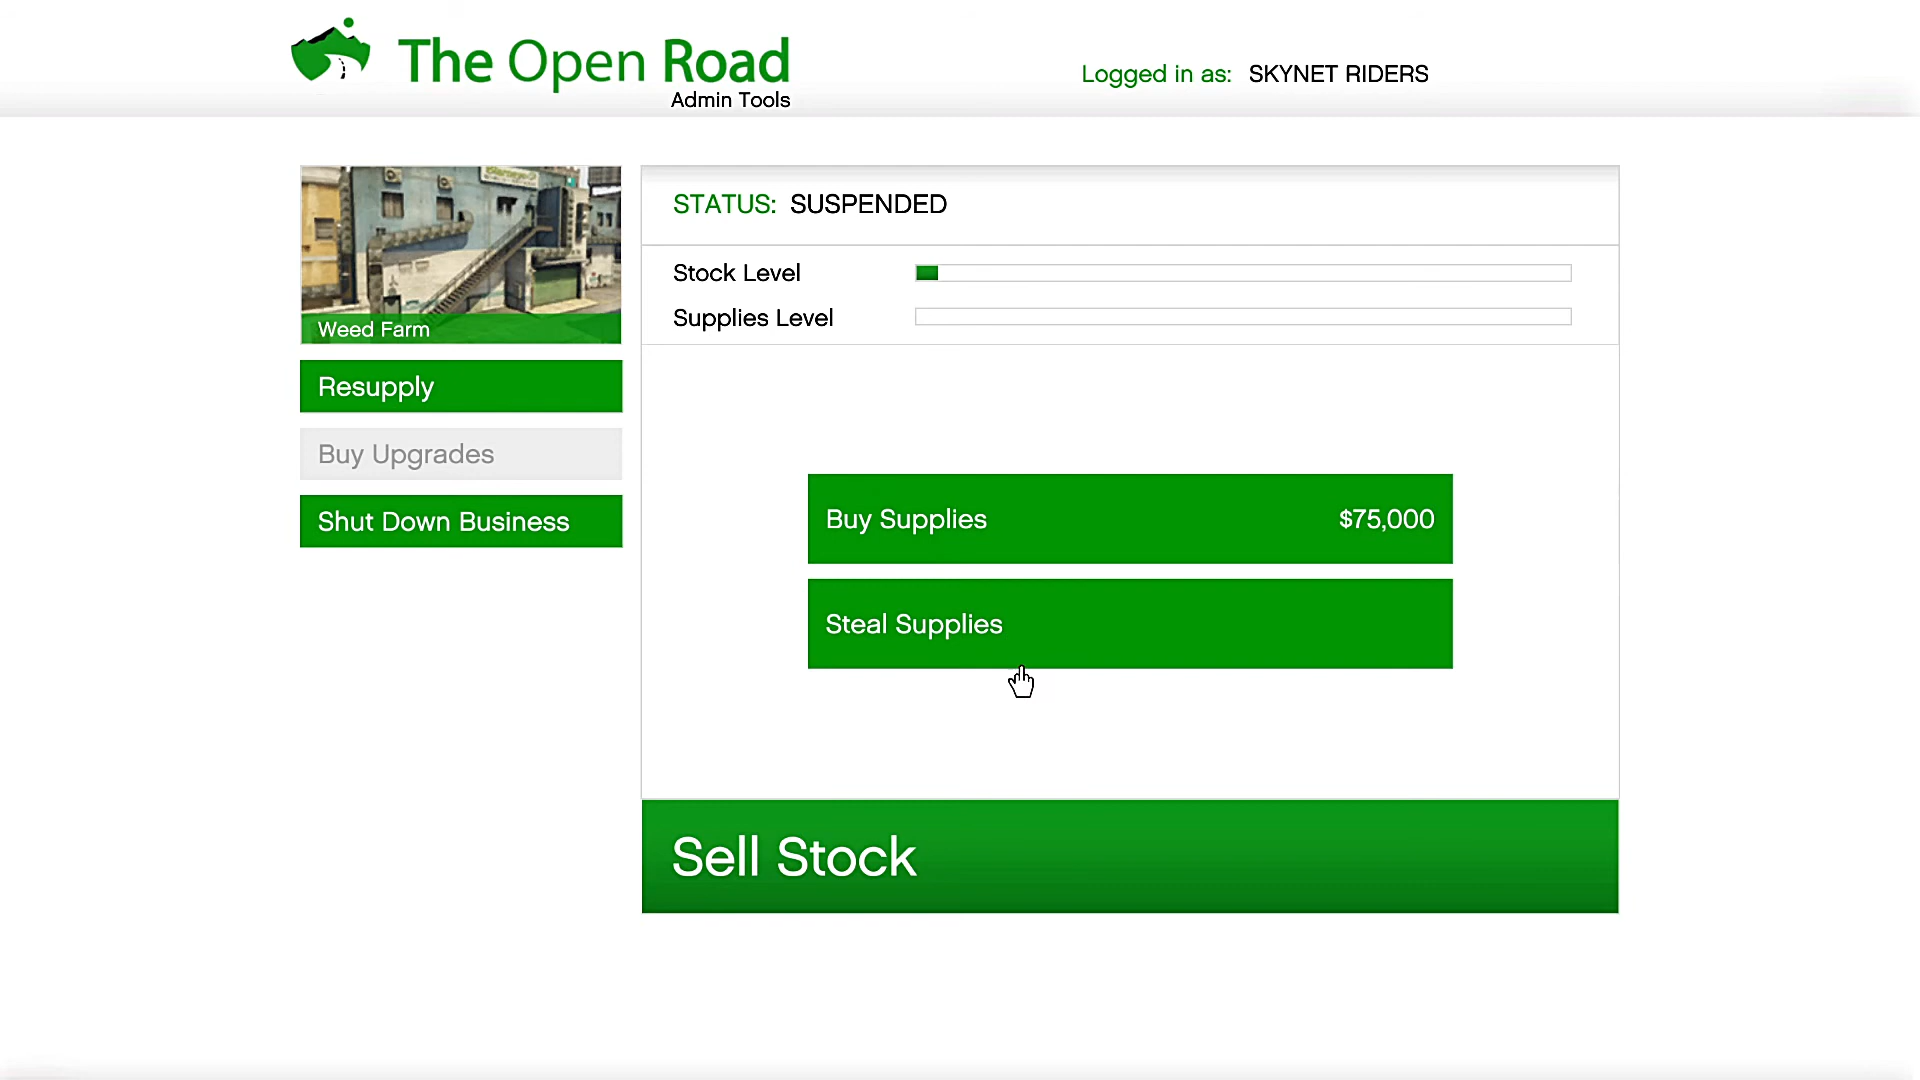 The Open Road
Admin Tools
Logged in as: SKYNET RIDERS
Weed Farm
Resupply
Buy Upgrades
Shut Down Business
STATUS: SUSPENDED
Stock Level
Supplies Level
Buy Supplies $75,000
Steal Supplies
Sell Stock